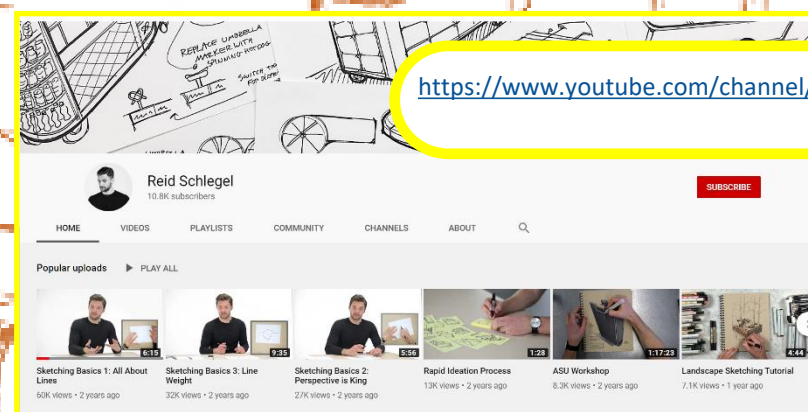 REPLACE UMBRELLA
MARKER WITH
SPINNING HOTDOG
SWITCH TOP
https://www.youtube.com/channel/
Reid Schlegel
10.8K subscribers
SUBSCRIBE
HOME VIDEOS PLAYLISTS COMMUNITY CHANNELS ABOUT
Popular uploads PLAY ALL
6:15 9:35 5:56 1:28 1:17:23 4:44
Sketching Basics 1: All About Sketching Basics 3: Line Sketching Basics 2: Rapid Ideation Process ASU Workshop Landscape Sketching Tutorial
Lines Weight Perspective is King 13K views • 2 years ago 8.3K views • 2 years ago 7.1K views • 1 year ago
60K views • 2 years ago 32K views • 2 years ago 27K views • 2 years ago